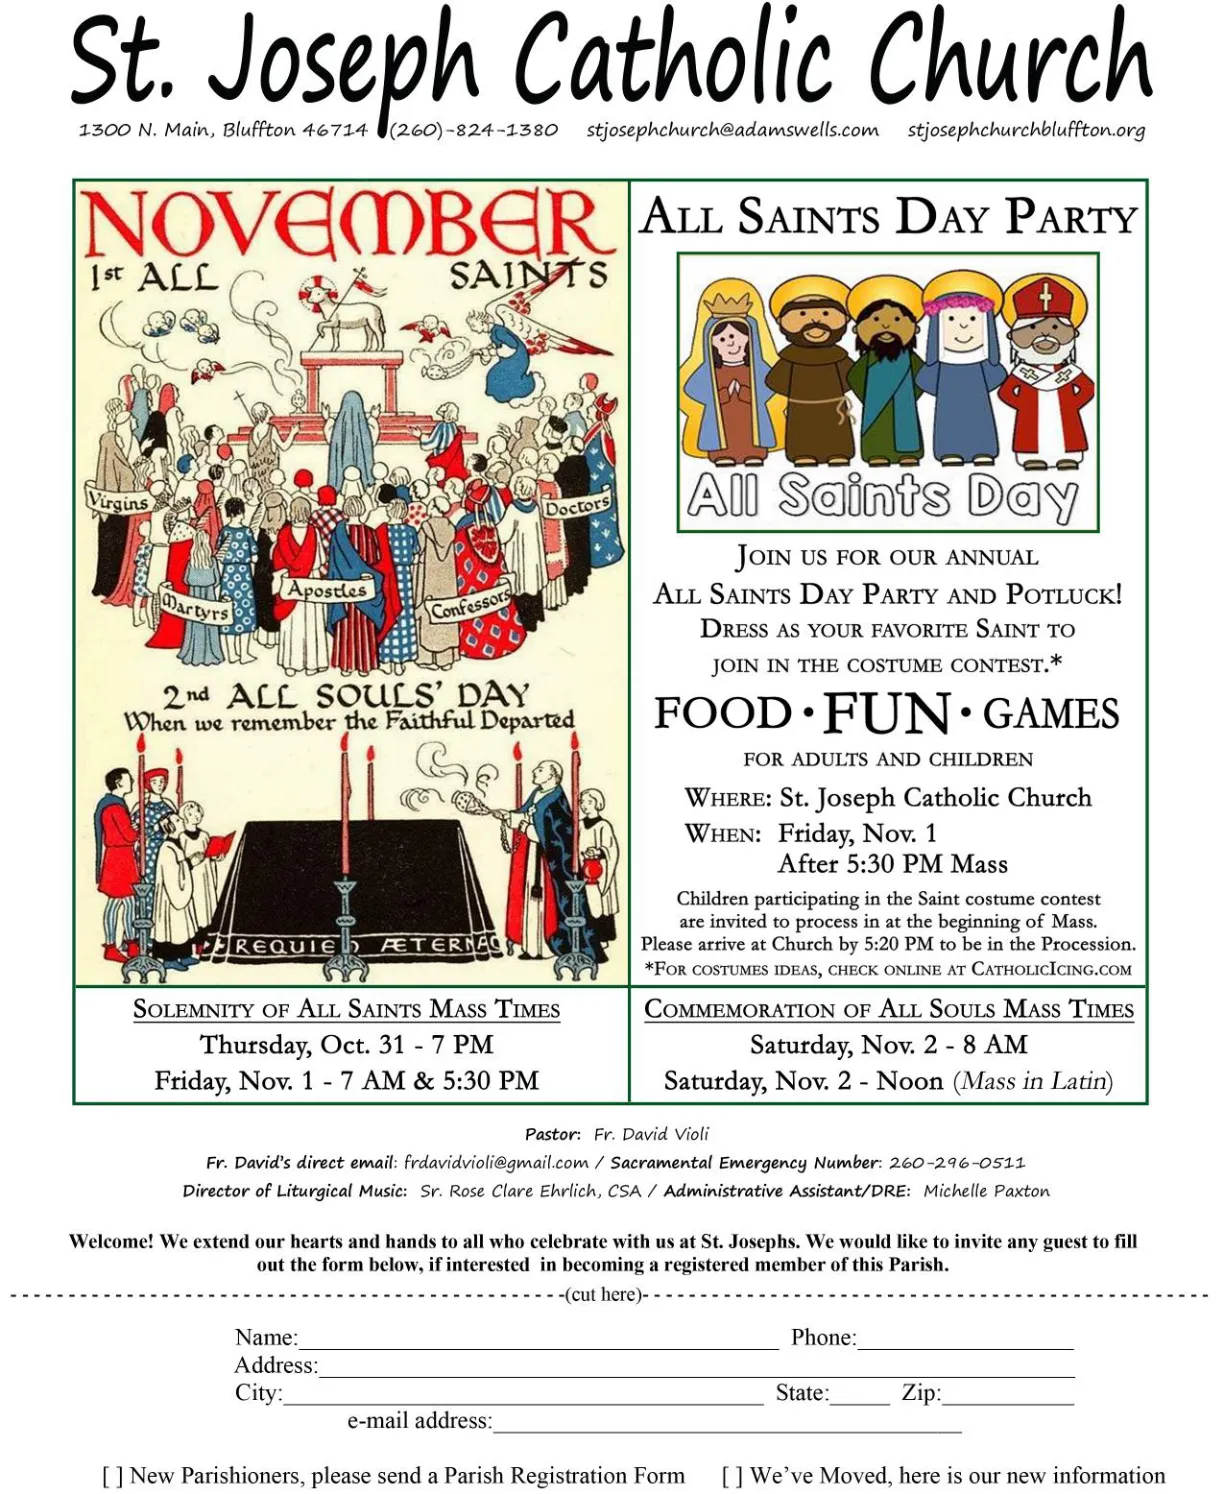 St. Joseph Catholic Church
1300 N. Main, Bluffton 46714 (260)-824-1380 stjosephchurch@adamswells.com stjosephchurchbluffton.org
NOVEMBER
1st ALL SAINTS
Virgins
Doctors
Martyrs
Apostles
Confessors
2nd ALL SOULS' DAY
When we remember the Faithful Departed
REQUIE ÆTERNA
All Saints Day Party
All Saints Day
Join us for our annual
All Saints Day Party and Potluck!
Dress as your favorite Saint to
join in the costume contest.*
FOOD • FUN • GAMES
for adults and children
Where: St. Joseph Catholic Church
When: Friday, Nov. 1
After 5:30 PM Mass
Children participating in the Saint costume contest
are invited to process in at the beginning of Mass.
Please arrive at Church by 5:20 PM to be in the Procession.
*For costumes ideas, check online at CatholicIcing.com
Solemnity of All Saints Mass Times
Thursday, Oct. 31 - 7 PM
Friday, Nov. 1 - 7 AM & 5:30 PM
Commemoration of All Souls Mass Times
Saturday, Nov. 2 - 8 AM
Saturday, Nov. 2 - Noon (Mass in Latin)
Pastor: Fr. David Violi
Fr. David's direct email: frdavidvioli@gmail.com / Sacramental Emergency Number: 260-296-0511
Director of Liturgical Music: Sr. Rose Clare Ehrlich, CSA / Administrative Assistant/DRE: Michelle Paxton
Welcome! We extend our hearts and hands to all who celebrate with us at St. Josephs. We would like to invite any guest to fill
out the form below, if interested in becoming a registered member of this Parish.
(cut here)
Name: Phone:
Address:
City: State: Zip:
e-mail address:
[ ] New Parishioners, please send a Parish Registration Form [ ] We've Moved, here is our new information